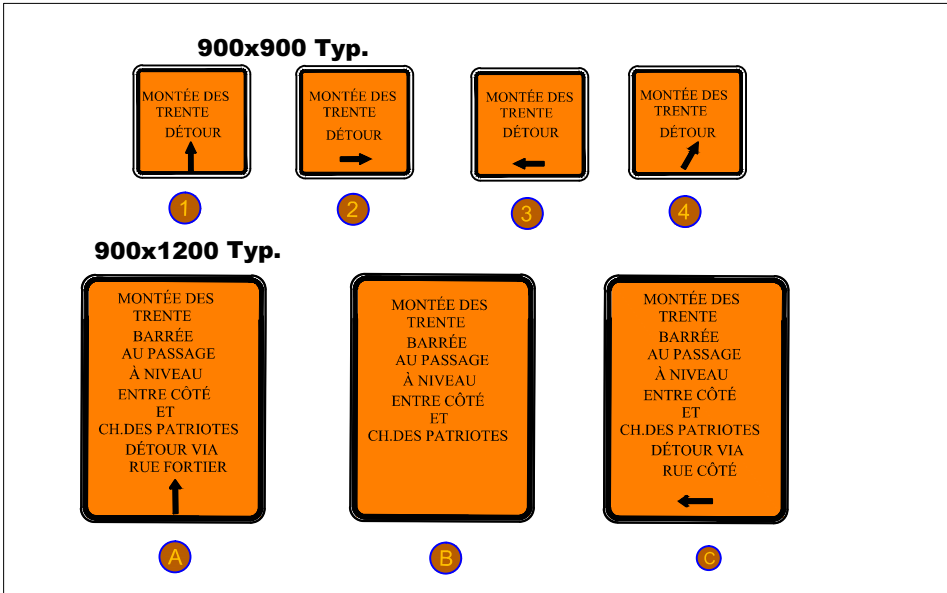 900x900 Typ.
MONTÉE DES
TRENTE
DÉTOUR
1
MONTÉE DES
TRENTE
DÉTOUR
2
MONTÉE DES
TRENTE
DÉTOUR
3
MONTÉE DES
TRENTE
DÉTOUR
4
900x1200 Typ.
MONTÉE DES
TRENTE
BARRÉE
AU PASSAGE
À NIVEAU
ENTRE CÔTÉ
ET
CH.DES PATRIOTES
DÉTOUR VIA
RUE FORTIER
A
MONTÉE DES
TRENTE
BARRÉE
AU PASSAGE
À NIVEAU
ENTRE CÔTÉ
ET
CH.DES PATRIOTES
B
MONTÉE DES
TRENTE
BARRÉE
AU PASSAGE
À NIVEAU
ENTRE CÔTÉ
ET
CH.DES PATRIOTES
DÉTOUR VIA
RUE CÔTÉ
C